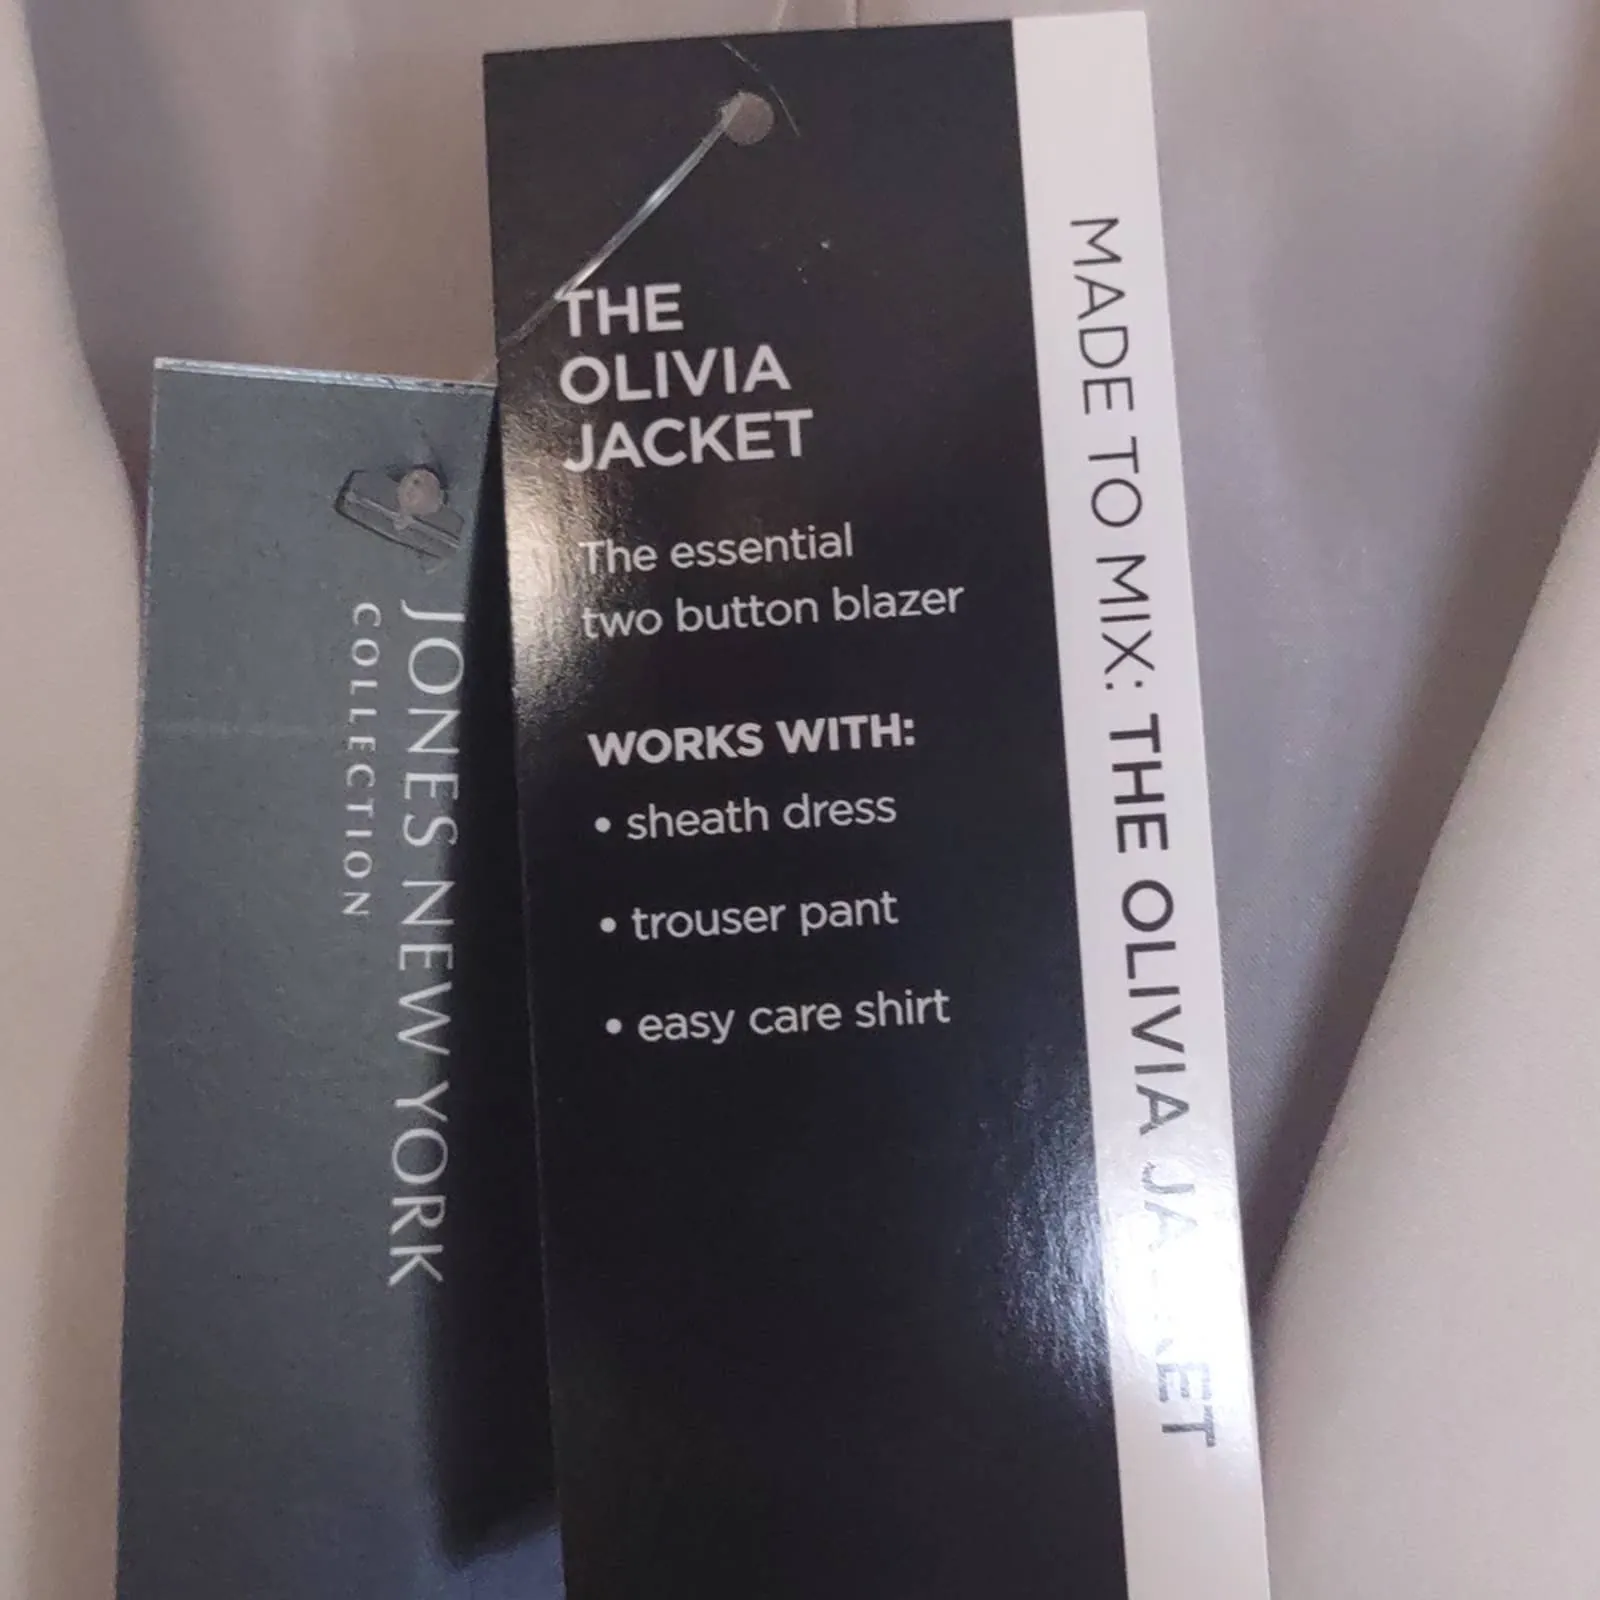 THE
OLIVIA
JACKET
The essential
two button blazer
WORKS WITH:
• sheath dress
• trouser pant
• easy care shirt
MADE TO MIX: THE OLIVIA JACKET
JONES NEW YORK
COLLECTION